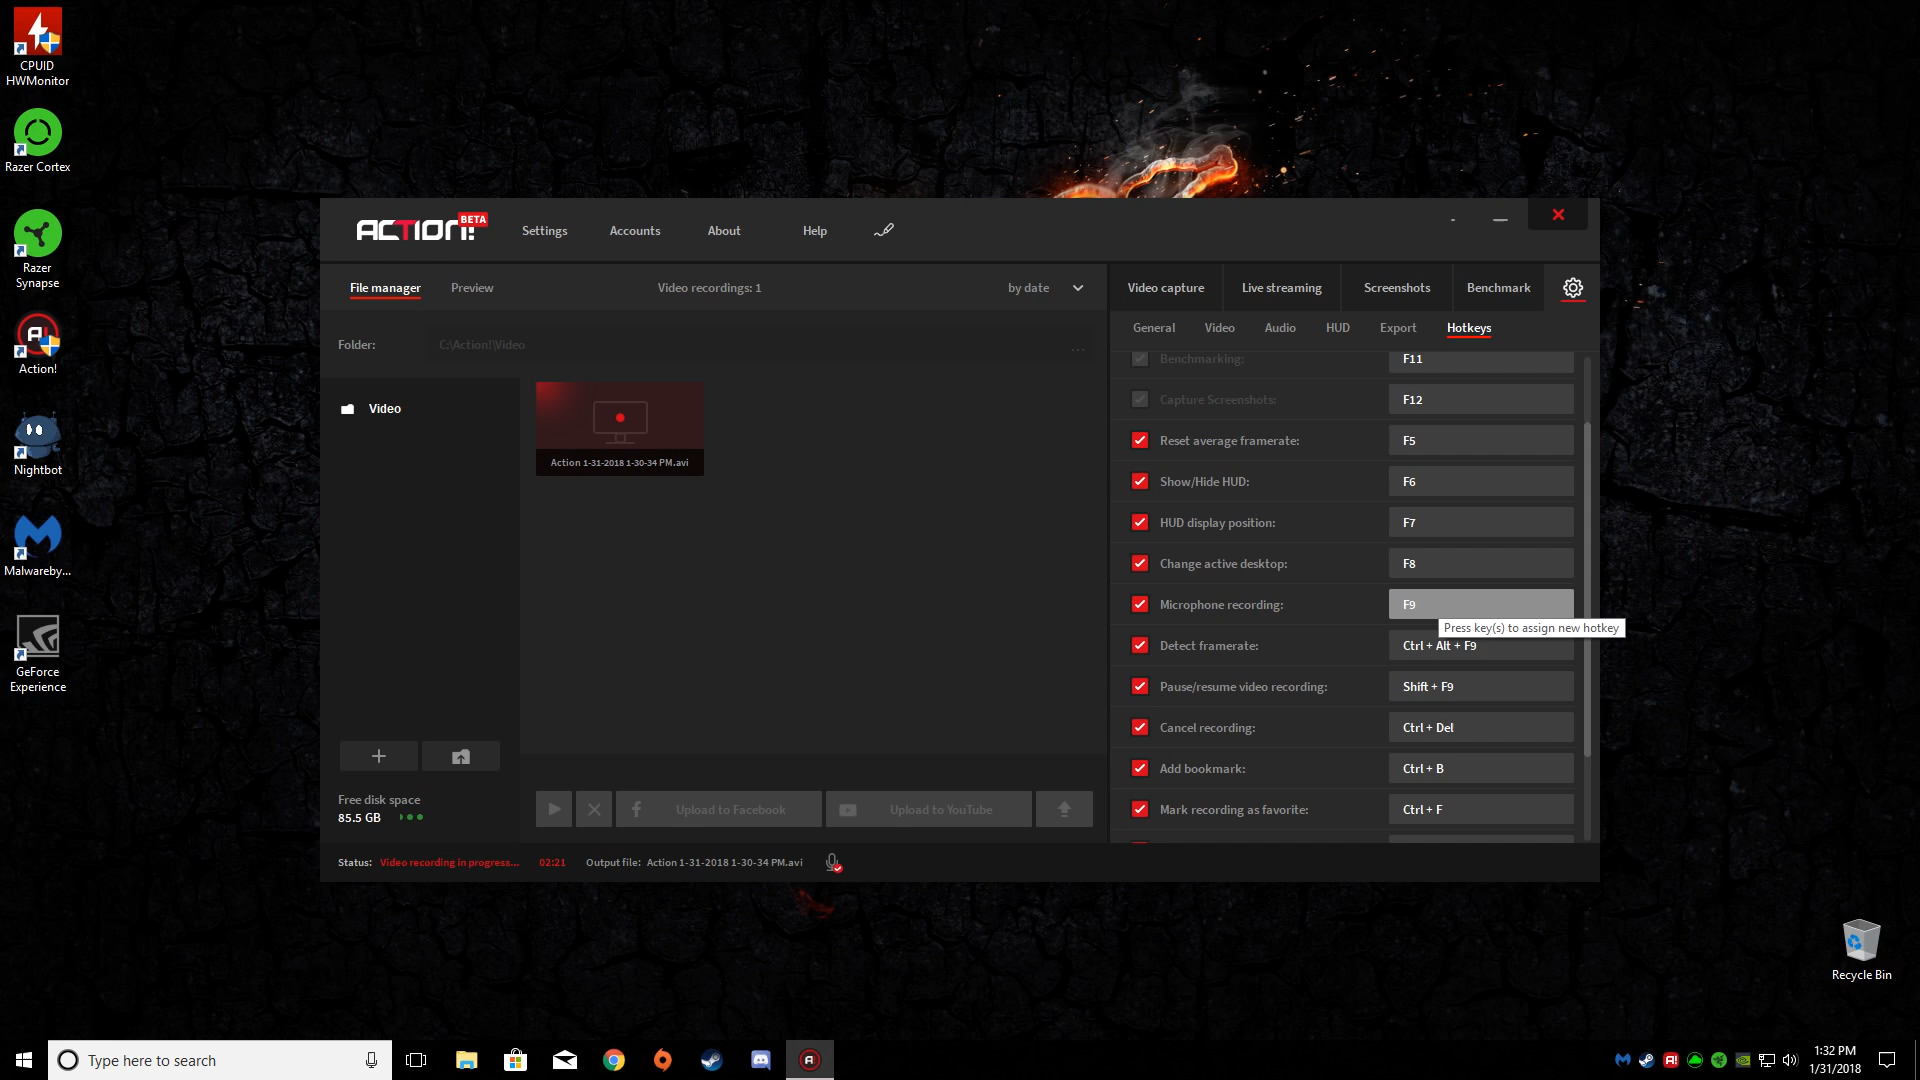 CPUID
HWMonitor
Razer Cortex
Razer
Synapse
Action!
Nightbot
Malwareby...
GeForce
Experience
ACTION! BETA
Settings Accounts About Help
File manager Preview Video recordings: 1 by date
Folder: C:\Action!\Video ...
Video
Action 1-31-2018 1-30-34 PM.avi
Free disk space
85.5 GB
Upload to Facebook Upload to YouTube
Status: Video recording in progress... 02:21 Output file: Action 1-31-2018 1-30-34 PM.avi
Video capture Live streaming Screenshots Benchmark
General Video Audio HUD Export Hotkeys
Benchmarking: F11
Capture Screenshots: F12
Reset average framerate: F5
Show/Hide HUD: F6
HUD display position: F7
Change active desktop: F8
Microphone recording: F9
Press key(s) to assign new hotkey
Detect framerate: Ctrl + Alt + F9
Pause/resume video recording: Shift + F9
Cancel recording: Ctrl + Del
Add bookmark: Ctrl + B
Mark recording as favorite: Ctrl + F
Recycle Bin
Type here to search
1:32 PM
1/31/2018